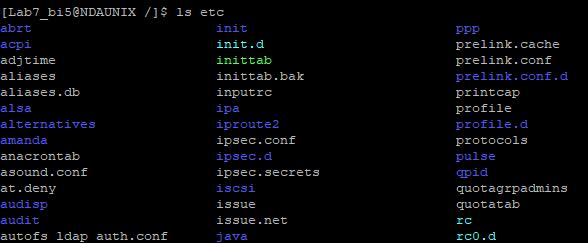 [Lab7_bi5@NDAUNIX /]$ ls etc
abrt init ppp
acpi init.d prelink.cache
adjtime inittab prelink.conf
aliases inittab.bak prelink.conf.d
aliases.db inputrc printcap
alsa ipa profile
alternatives iproute2 profile.d
amanda ipsec.conf protocols
anacrontab ipsec.d pulse
asound.conf ipsec.secrets qpid
at.deny iscsi quotagrpadmins
audisp issue quotatab
audit issue.net rc
autofs_ldap_auth.conf java rc0.d